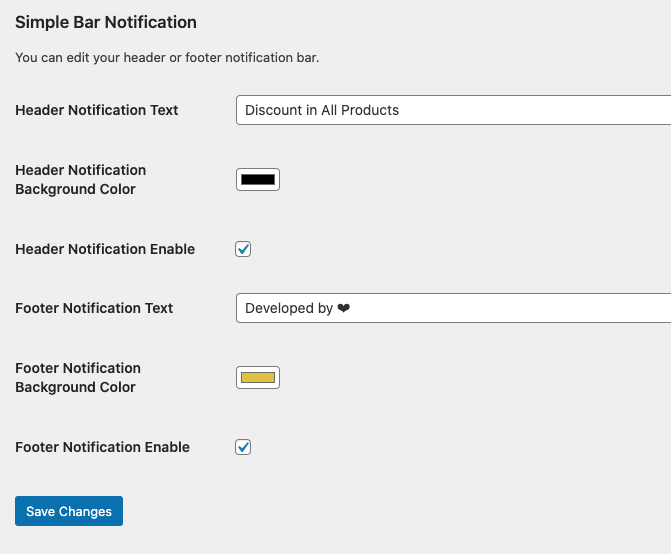 Simple Bar Notification
You can edit your header or footer notification bar.
Header Notification Text
Discount in All Products
Header Notification
Background Color
Header Notification Enable
Footer Notification Text
Developed by ❤
Footer Notification
Background Color
Footer Notification Enable
Save Changes